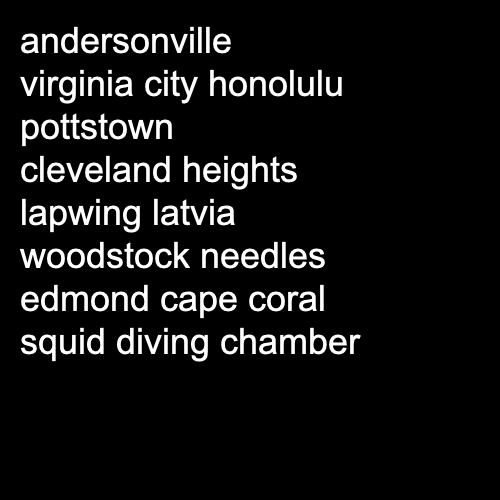 andersonville
virginia city honolulu
pottstown
cleveland heights
lapwing latvia
woodstock needles
edmond cape coral
squid diving chamber